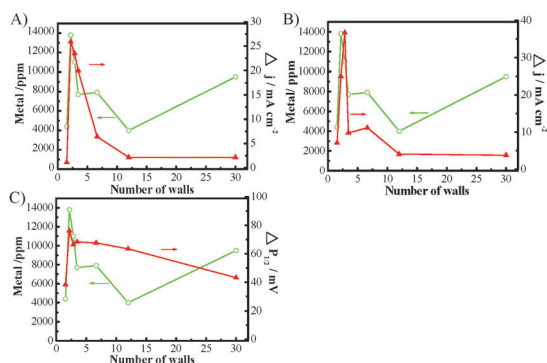 A)
14000
12000
10000
8000
6000
4000
2000
0
Metal /ppm
0 5 10 15 20 25 30
Number of walls
30
25
20
15
10
5
0
△ j / mA cm⁻²
B)
14000
12000
10000
8000
6000
4000
2000
0
Metal/ ppm
0 5 10 15 20 25 30
Number of walls
40
30
20
10
0
△ j / mA cm⁻²
C)
14000
12000
10000
8000
6000
4000
2000
0
Metal /ppm
0 5 10 15 20 25 30
Number of walls
100
80
60
40
20
0
△ P1/2 / mV